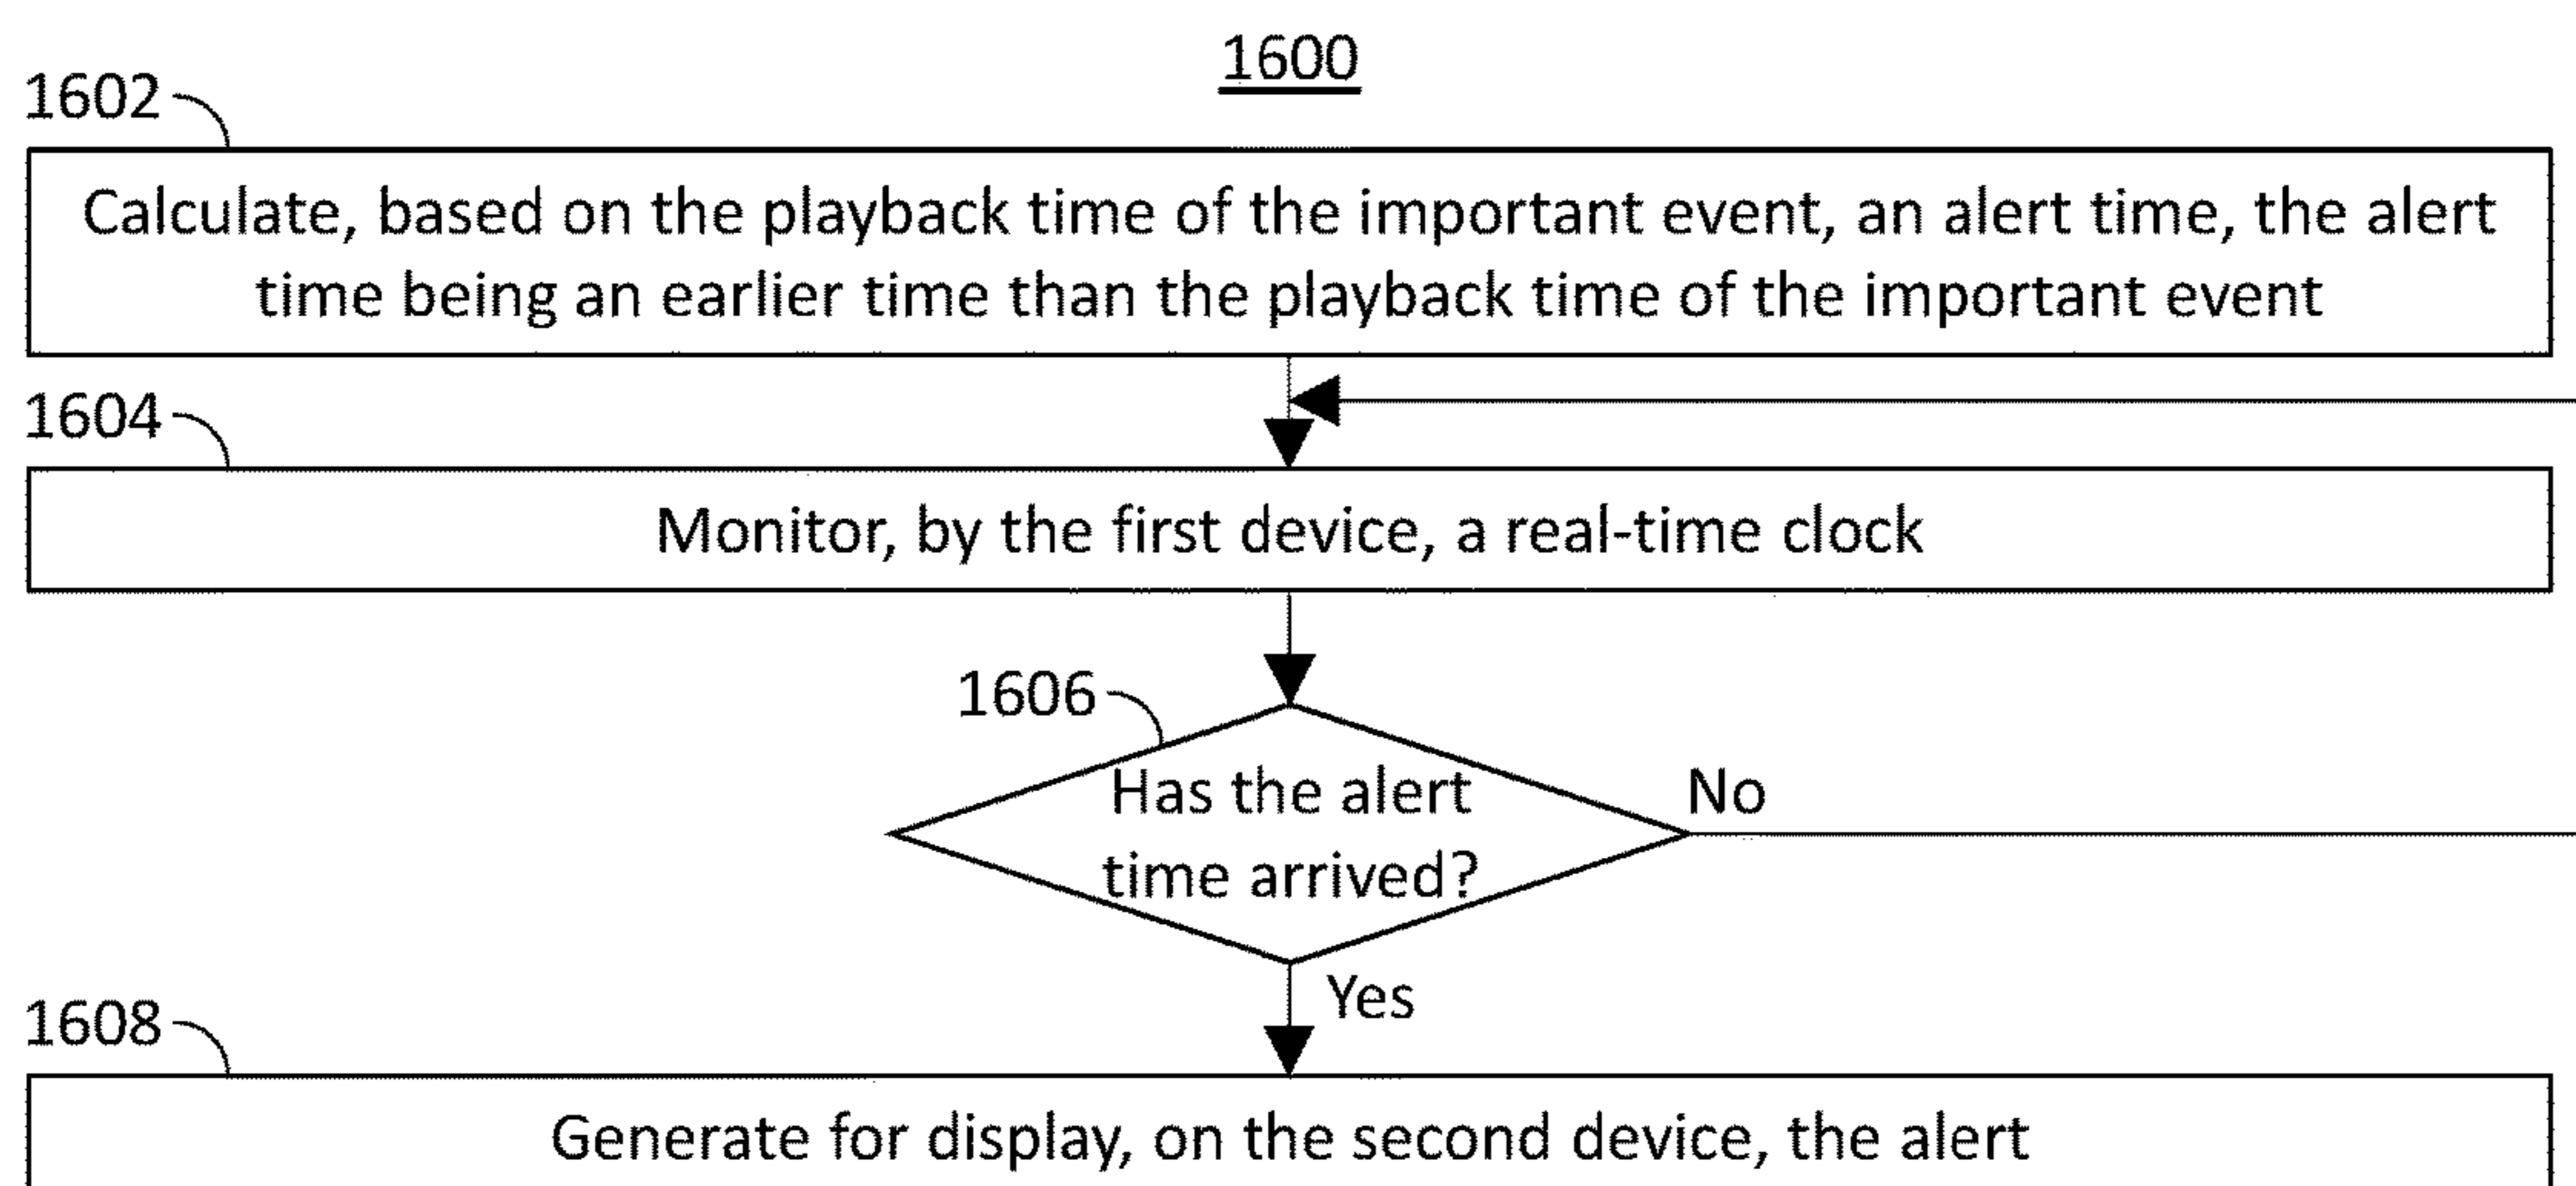 1600
1602
Calculate, based on the playback time of the important event, an alert time, the alert
time being an earlier time than the playback time of the important event
1604
Monitor, by the first device, a real-time clock
1606
Has the alert
time arrived?
No
Yes
1608
Generate for display, on the second device, the alert